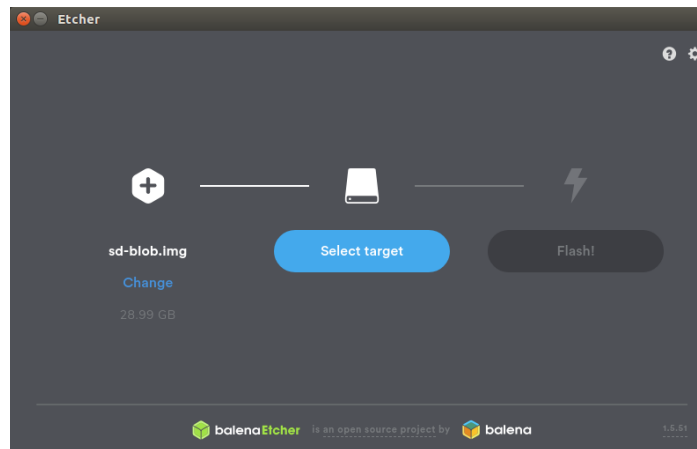 Etcher
sd-blob.img
Select target
Flash!
Change
28.99 GB
balenaEtcher is an open source project by balena
1.5.51